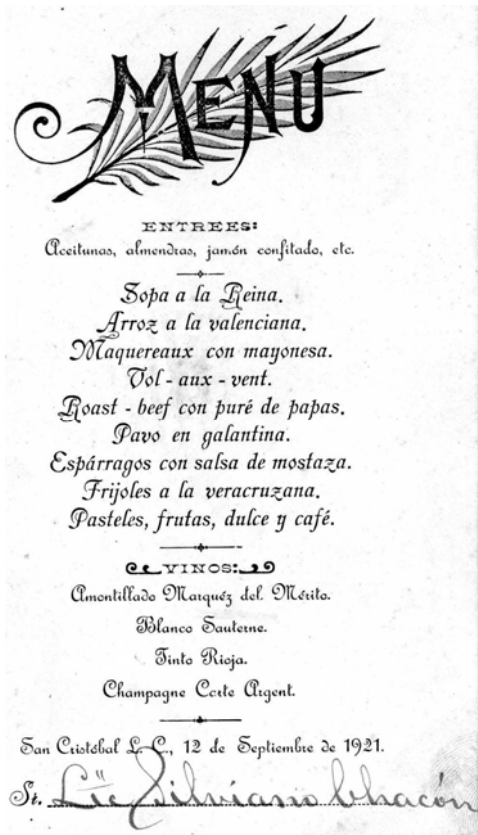 MENU
ENTREES:
Aceitunas, almendras, jamón confitado, etc.
Sopa a la Reina.
Arroz a la valenciana.
Maquereaux con mayonesa.
Vol - aux - vent.
Roast - beef con puré de papas.
Pavo en galantina.
Espárragos con salsa de mostaza.
Frijoles a la veracruzana.
Pasteles, frutas, dulce y café.
VINOS:
Amontillado Marquéz del Mérito.
Blanco Sauterne.
Tinto Rioja.
Champagne Carte Argent.
San Cristóbal L. C., 12 de Septiembre de 1921.
Sr. Lic Silviano Chacón